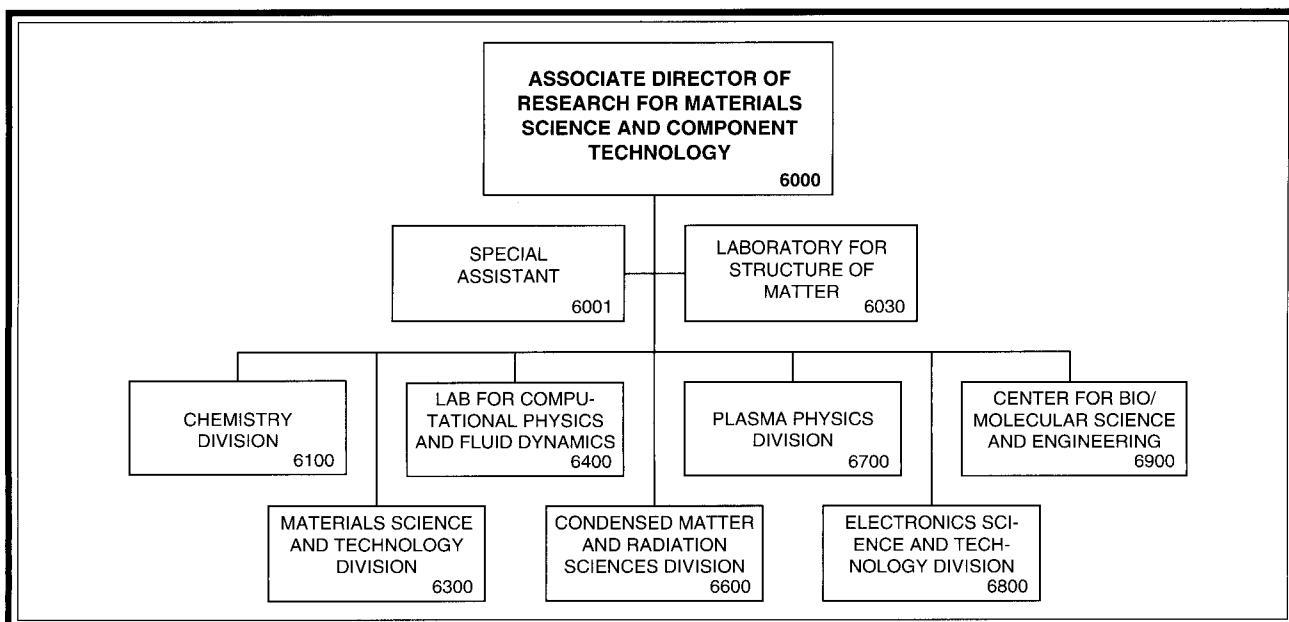 ASSOCIATE DIRECTOR OF
RESEARCH FOR MATERIALS
SCIENCE AND COMPONENT
TECHNOLOGY
6000
SPECIAL
ASSISTANT
6001
LABORATORY FOR
STRUCTURE OF
MATTER
6030
CHEMISTRY
DIVISION
6100
LAB FOR COMPU-
TATIONAL PHYSICS
AND FLUID DYNAMICS
6400
PLASMA PHYSICS
DIVISION
6700
CENTER FOR BIO/
MOLECULAR SCIENCE
AND ENGINEERING
6900
MATERIALS SCIENCE
AND TECHNOLOGY
DIVISION
6300
CONDENSED MATTER
AND RADIATION
SCIENCES DIVISION
6600
ELECTRONICS SCI-
ENCE AND TECH-
NOLOGY DIVISION
6800